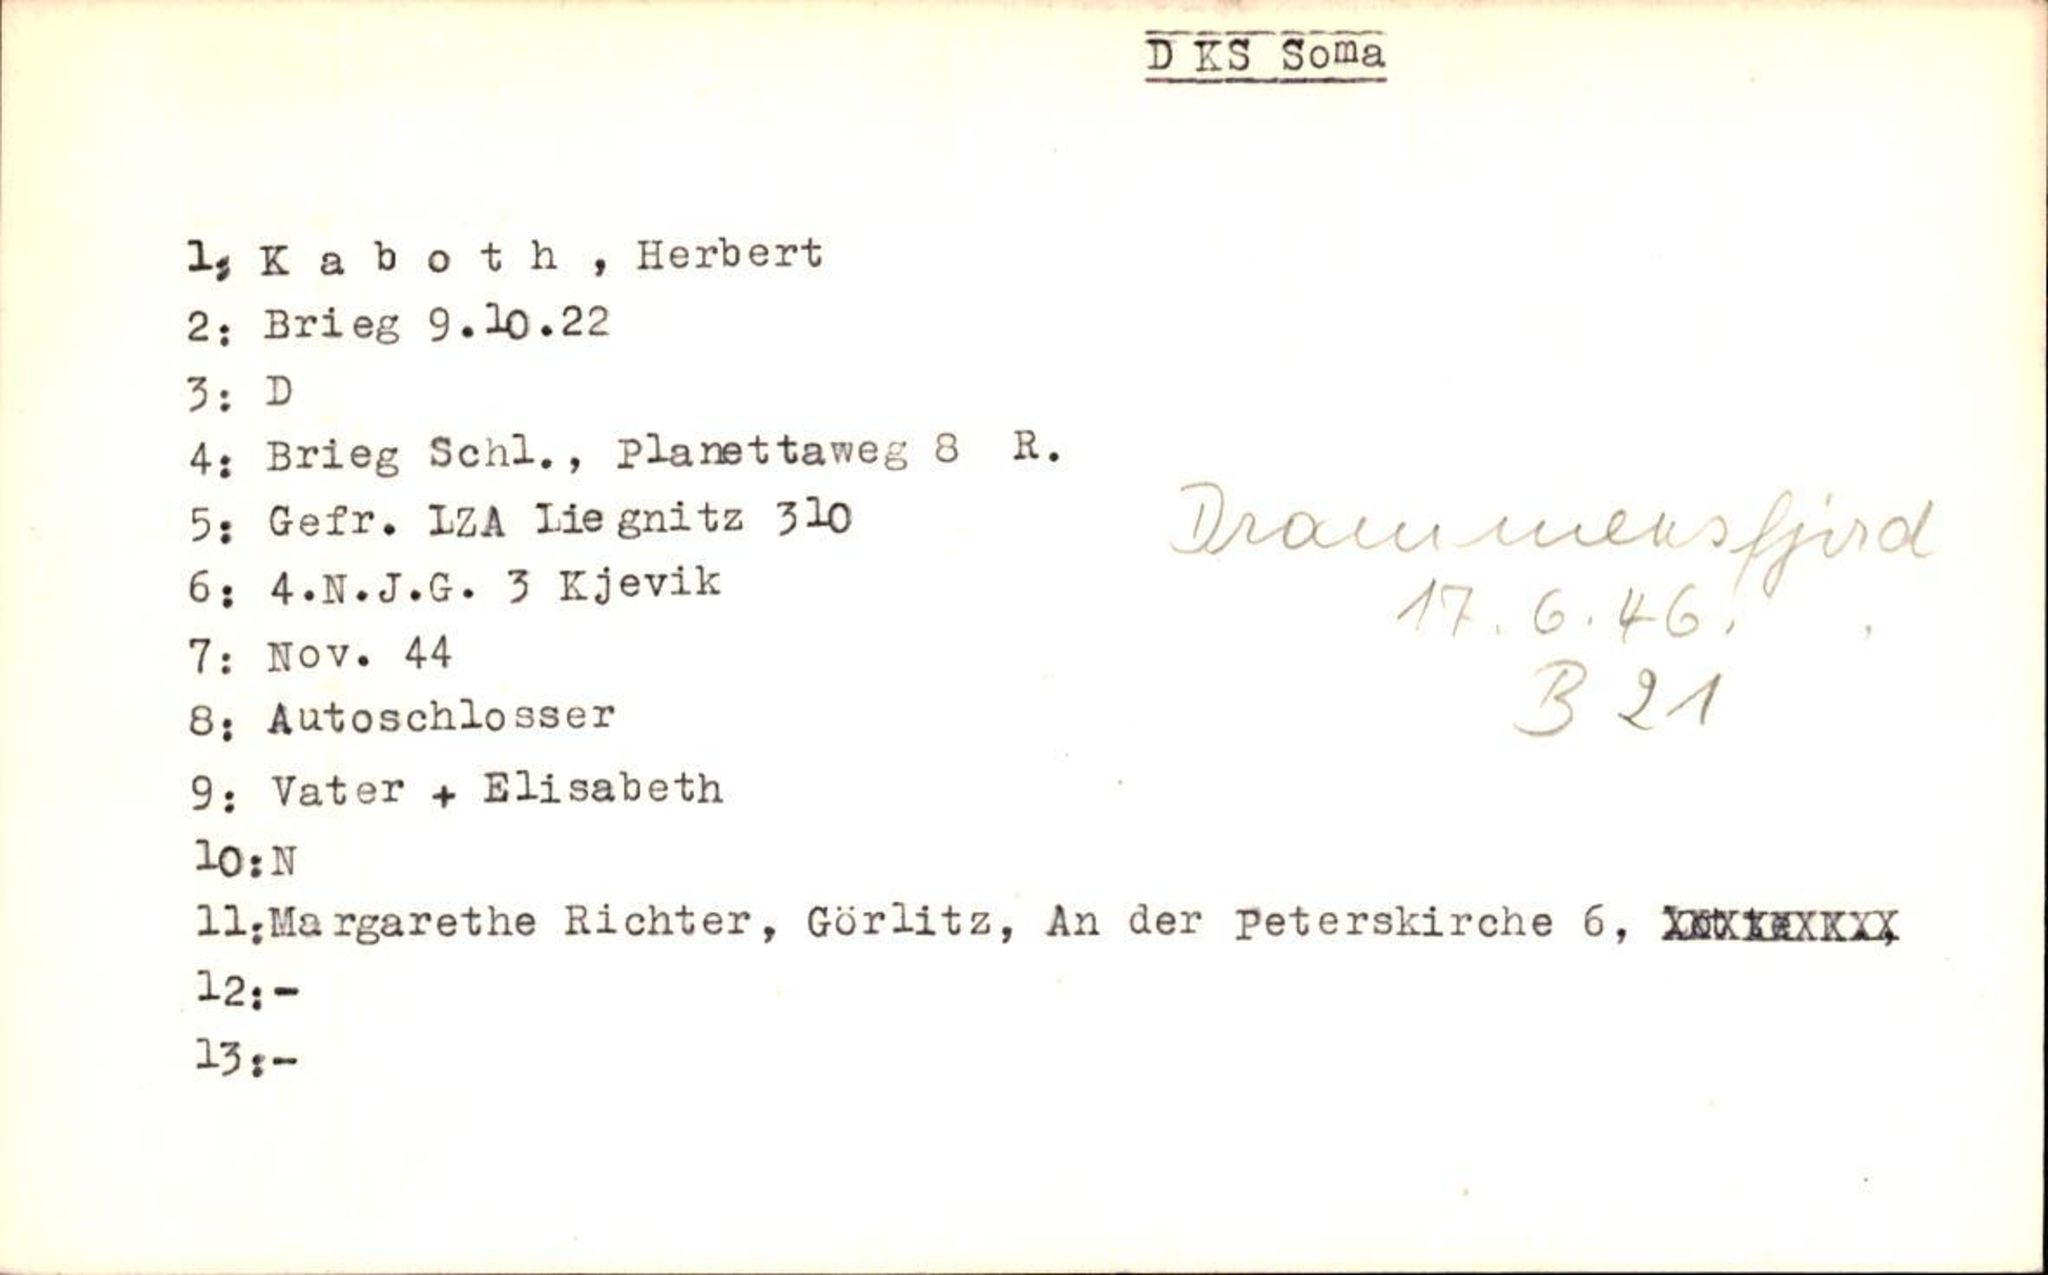 D KS Soma
1; K a b o t h , Herbert
2: Brieg 9.10.22
3: D
4: Brieg Schl., Planettaweg 8 R.
5: Gefr. LZA Liegnitz 310
6: 4.N.J.G. 3 Kjevik
7: Nov. 44
8: Autoschlosser
9: Vater + Elisabeth
10:N
11:Margarethe Richter, Görlitz, An der Peterskirche 6,
12:-
13:-
Drammensfjord
17.6.46.
B 21